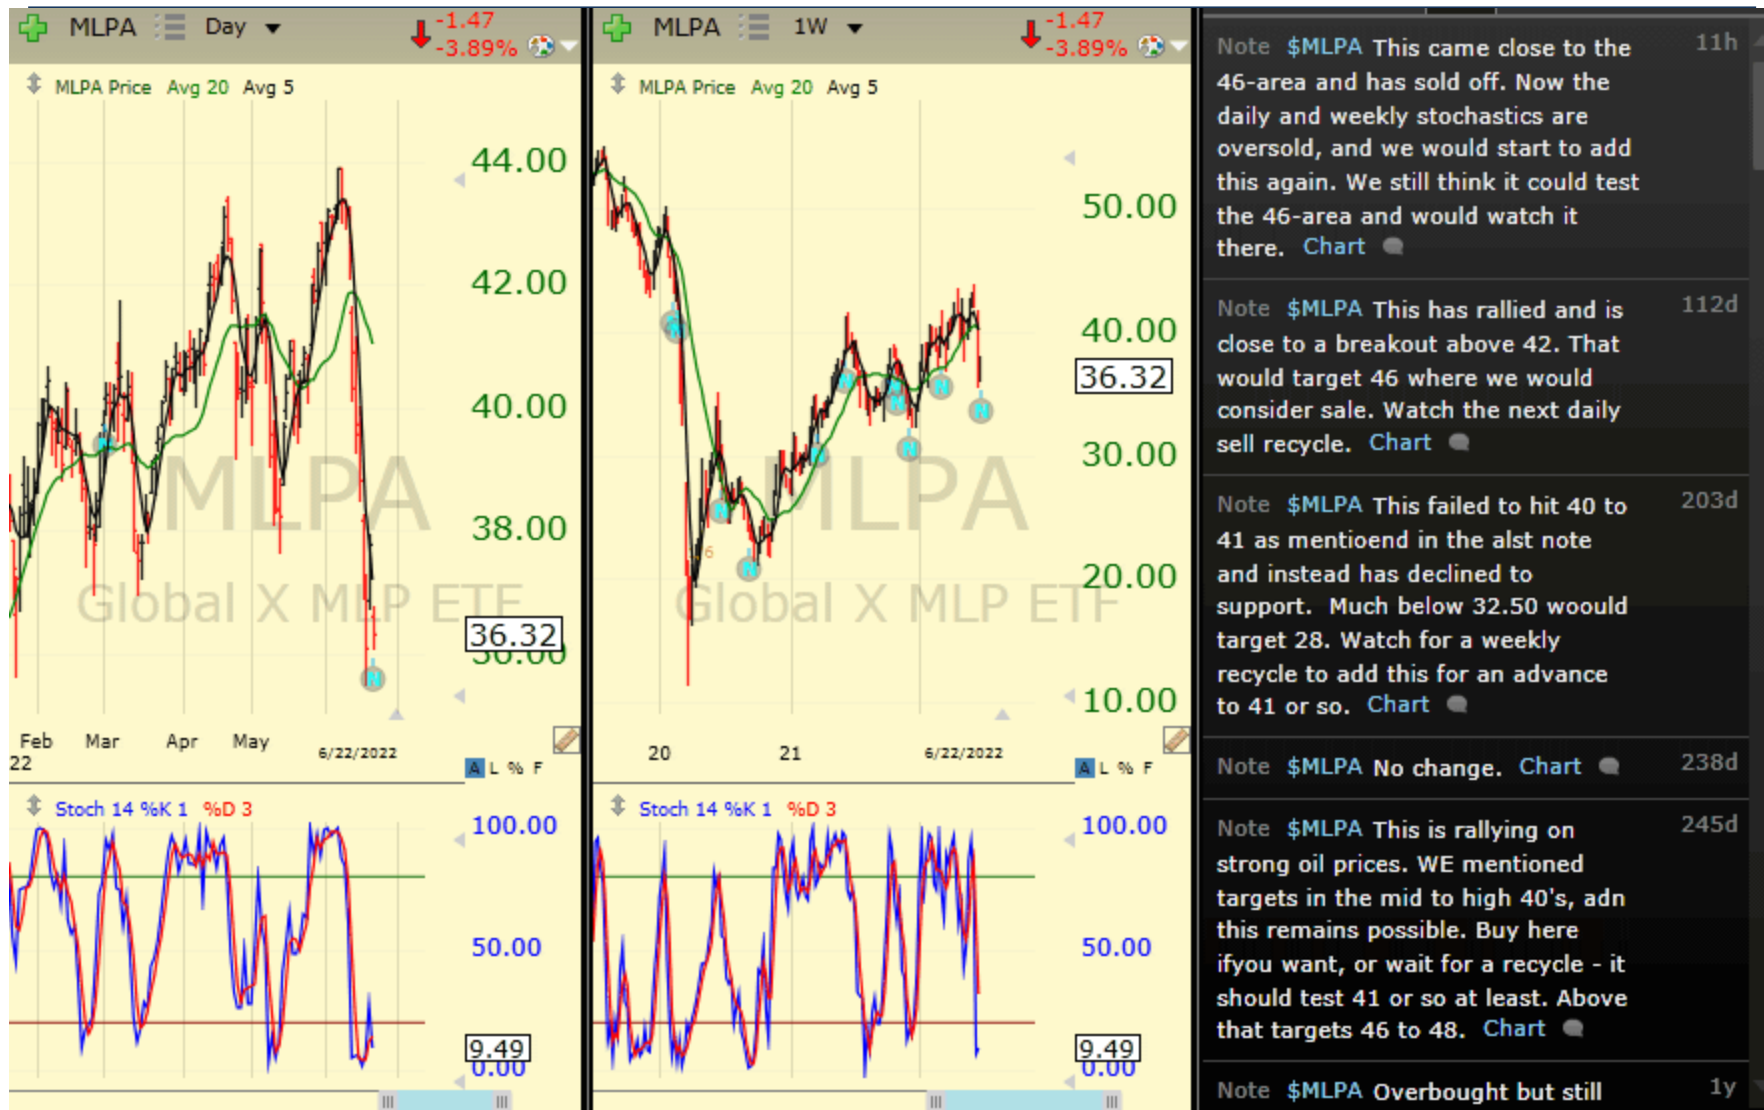 MLPA Day -1.47
-3.89%
MLPA Price Avg 20 Avg 5
44.00
42.00
40.00
38.00
36.00
36.32
MLPA
Global X MLP ETF
N
N
Feb Mar Apr May 6/22/2022
22
A L % F
Stoch 14 %K 1 %D 3
100.00
50.00
9.49
0.00
MLPA 1W -1.47
-3.89%
MLPA Price Avg 20 Avg 5
50.00
40.00
36.32
30.00
20.00
10.00
MLPA
Global X MLP ETF
N
N
N
N
N
N
N
N
N
N
20 21 6/22/2022
A L % F
Stoch 14 %K 1 %D 3
100.00
50.00
9.49
0.00
Note $MLPA This came close to the 11h
46-area and has sold off. Now the
daily and weekly stochastics are
oversold, and we would start to add
this again. We still think it could test
the 46-area and would watch it
there. Chart
Note $MLPA This has rallied and is 112d
close to a breakout above 42. That
would target 46 where we would
consider sale. Watch the next daily
sell recycle. Chart
Note $MLPA This failed to hit 40 to 203d
41 as mentioend in the alst note
and instead has declined to
support. Much below 32.50 woould
target 28. Watch for a weekly
recycle to add this for an advance
to 41 or so. Chart
Note $MLPA No change. Chart 238d
Note $MLPA This is rallying on 245d
strong oil prices. WE mentioned
targets in the mid to high 40's, adn
this remains possible. Buy here
ifyou want, or wait for a recycle - it
should test 41 or so at least. Above
that targets 46 to 48. Chart
Note $MLPA Overbought but still 1y